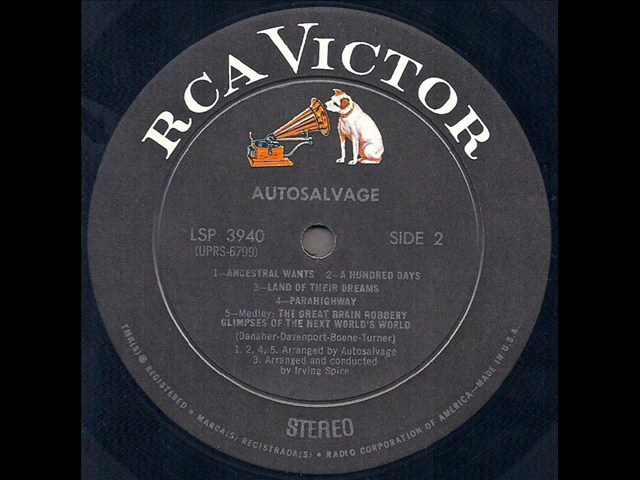 RCA VICTOR
AUTOSALVAGE
LSP 3940
(UPRS-6799)
SIDE 2
1—ANCESTRAL WANTS 2—A HUNDRED DAYS
3—LAND OF THEIR DREAMS
4—PARAHIGHWAY
5—Medley: THE GREAT BRAIN ROBBERY
GLIMPSES OF THE NEXT WORLD'S WORLD
(Danaher-Davenport-Boone-Turner)
1, 2, 4, 5. Arranged by Autosalvage
3. Arranged and conducted
by Irving Spice
STEREO
TMK(S) ® REGISTERED • MARCA(S) REGISTRADA(S) • RADIO CORPORATION OF AMERICA—MADE IN U.S.A.